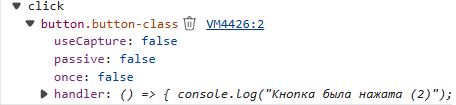 click
button.button-class VM4426:2
useCapture: false
passive: false
once: false
handler: () => { console.log("Кнопка была нажата (2)");